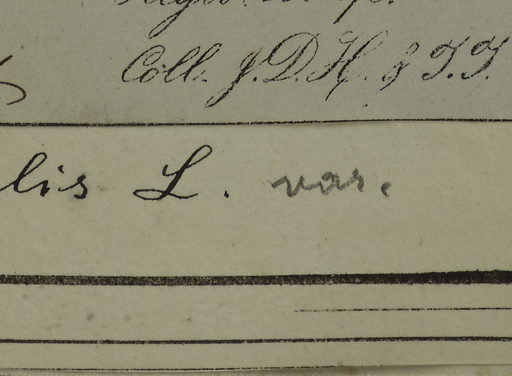 Coll. J.D.H. & T.T.
lis L. var.